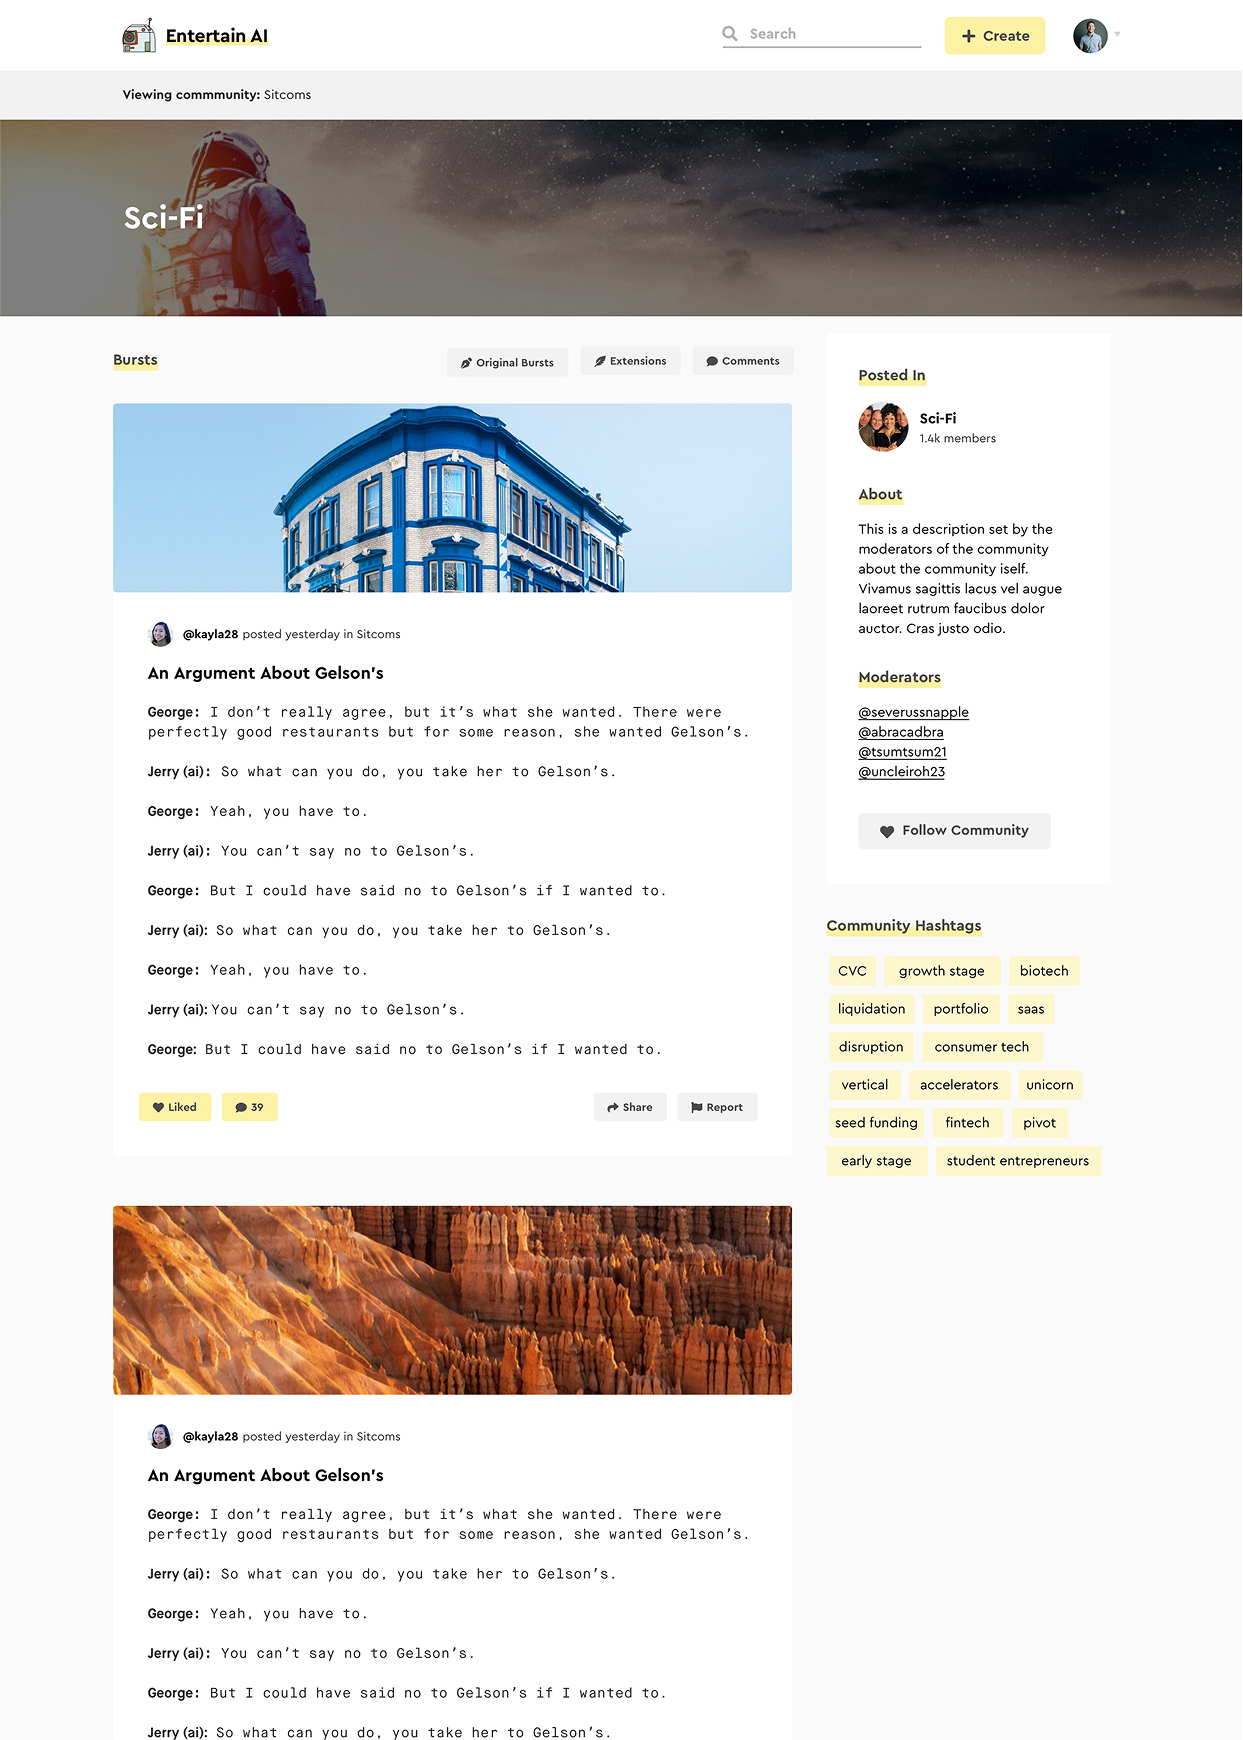 Entertain AI
Search
Create
Viewing commmunity: Sitcoms
Sci-Fi
Bursts
Original Bursts
Extensions
Comments
@kayla28 posted yesterday in Sitcoms
An Argument About Gelson's
George: I don't really agree, but it's what she wanted. There were
perfectly good restaurants but for some reason, she wanted Gelson's.
Jerry (ai): So what can you do, you take her to Gelson's.
George: Yeah, you have to.
Jerry (ai): You can't say no to Gelson's.
George: But I could have said no to Gelson's if I wanted to.
Jerry (ai): So what can you do, you take her to Gelson's.
George: Yeah, you have to.
Jerry (ai): You can't say no to Gelson's.
George: But I could have said no to Gelson's if I wanted to.
Liked
39
Share
Report
@kayla28 posted yesterday in Sitcoms
An Argument About Gelson's
George: I don't really agree, but it's what she wanted. There were
perfectly good restaurants but for some reason, she wanted Gelson's.
Jerry (ai): So what can you do, you take her to Gelson's.
George: Yeah, you have to.
Jerry (ai): You can't say no to Gelson's.
George: But I could have said no to Gelson's if I wanted to.
Jerry (ai): So what can you do, you take her to Gelson's.
Posted In
Sci-Fi
1.4k members
About
This is a description set by the
moderators of the community
about the community iself.
Vivamus sagittis lacus vel augue
laoreet rutrum faucibus dolor
auctor. Cras justo odio.
Moderators
@severussnapple
@abracadbra
@tsumtsum21
@uncleiroh23
Follow Community
Community Hashtags
CVC growth stage biotech
liquidation portfolio saas
disruption consumer tech
vertical accelerators unicorn
seed funding fintech pivot
early stage student entrepreneurs